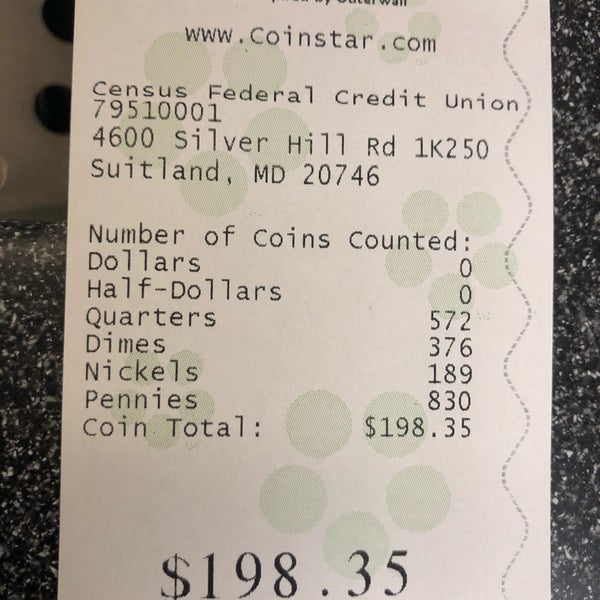 by Outerwall
www.Coinstar.com
Census Federal Credit Union
79510001
4600 Silver Hill Rd 1K250
Suitland, MD 20746
Number of Coins Counted:
Dollars 0
Half-Dollars 0
Quarters 572
Dimes 376
Nickels 189
Pennies 830
Coin Total: $198.35
$198.35